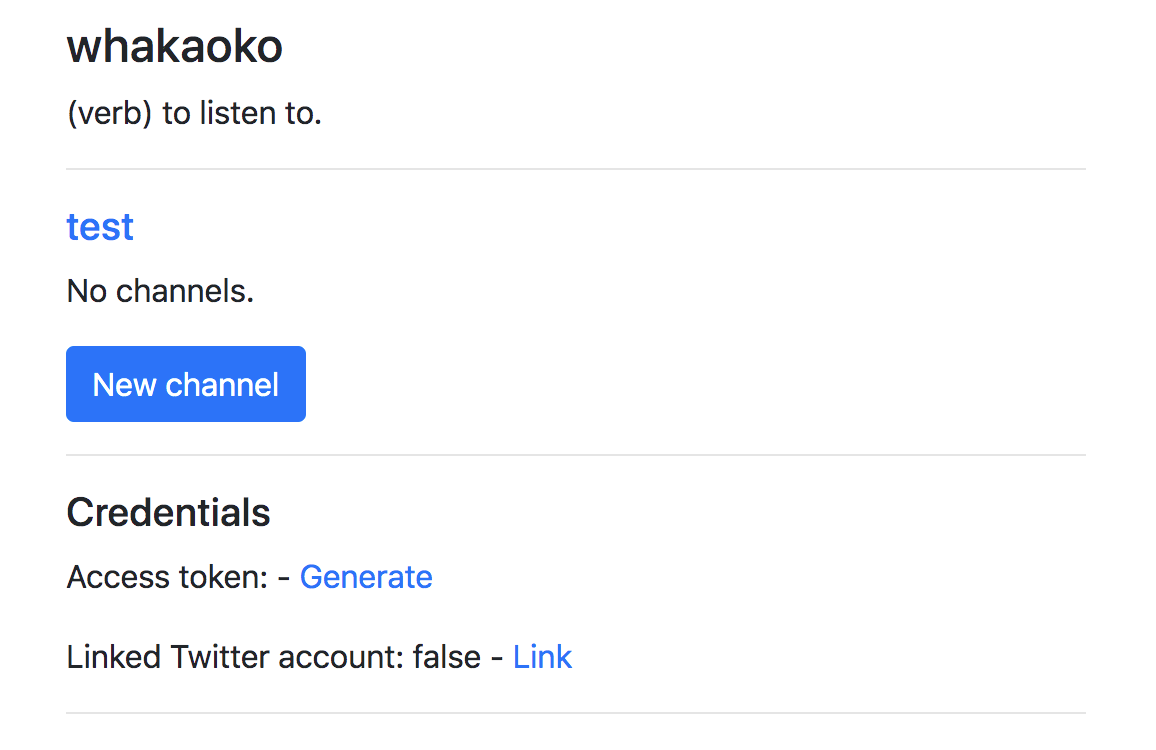 whakaoko
(verb) to listen to.
test
No channels.
New channel
Credentials
Access token: - Generate
Linked Twitter account: false - Link